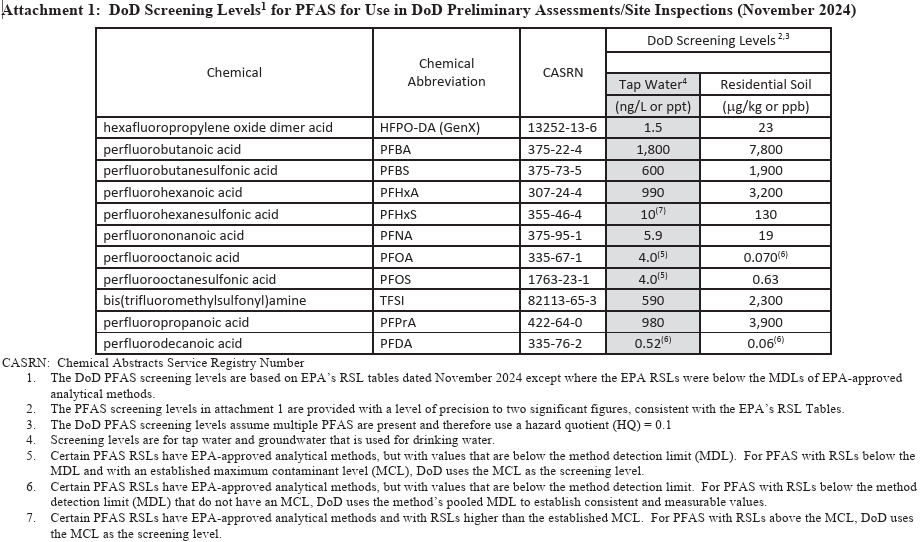 Attachment 1: DoD Screening Levels1 for PFAS for Use in DoD Preliminary Assessments/Site Inspections (November 2024)
Chemical Chemical Abbreviation CASRN DoD Screening Levels 2,3
Tap Water4 Residential Soil
(ng/L or ppt) (µg/kg or ppb)
hexafluoropropylene oxide dimer acid HFPO-DA (GenX) 13252-13-6 1.5 23
perfluorobutanoic acid PFBA 375-22-4 1,800 7,800
perfluorobutanesulfonic acid PFBS 375-73-5 600 1,900
perfluorohexanoic acid PFHxA 307-24-4 990 3,200
perfluorohexanesulfonic acid PFHxS 355-46-4 10(7) 130
perfluorononanoic acid PFNA 375-95-1 5.9 19
perfluorooctanoic acid PFOA 335-67-1 4.0(5) 0.070(6)
perfluorooctanesulfonic acid PFOS 1763-23-1 4.0(5) 0.63
bis(trifluoromethylsulfonyl)amine TFSI 82113-65-3 590 2,300
perfluoropropanoic acid PFPrA 422-64-0 980 3,900
perfluorodecanoic acid PFDA 335-76-2 0.52(6) 0.06(6)
CASRN: Chemical Abstracts Service Registry Number
1. The DoD PFAS screening levels are based on EPA's RSL tables dated November 2024 except where the EPA RSLs were below the MDLs of EPA-approved
analytical methods.
2. The PFAS screening levels in attachment 1 are provided with a level of precision to two significant figures, consistent with the EPA's RSL Tables.
3. The DoD PFAS screening levels assume multiple PFAS are present and therefore use a hazard quotient (HQ) = 0.1
4. Screening levels are for tap water and groundwater that is used for drinking water.
5. Certain PFAS RSLs have EPA-approved analytical methods, but with values that are below the method detection limit (MDL). For PFAS with RSLs below the
MDL and with an established maximum contaminant level (MCL), DoD uses the MCL as the screening level.
6. Certain PFAS RSLs have EPA-approved analytical methods, but with values that are below the method detection limit. For PFAS with RSLs below the method
detection limit (MDL) that do not have an MCL, DoD uses the method's pooled MDL to establish consistent and measurable values.
7. Certain PFAS RSLs have EPA-approved analytical methods and with RSLs higher than the established MCL. For PFAS with RSLs above the MCL, DoD uses
the MCL as the screening level.